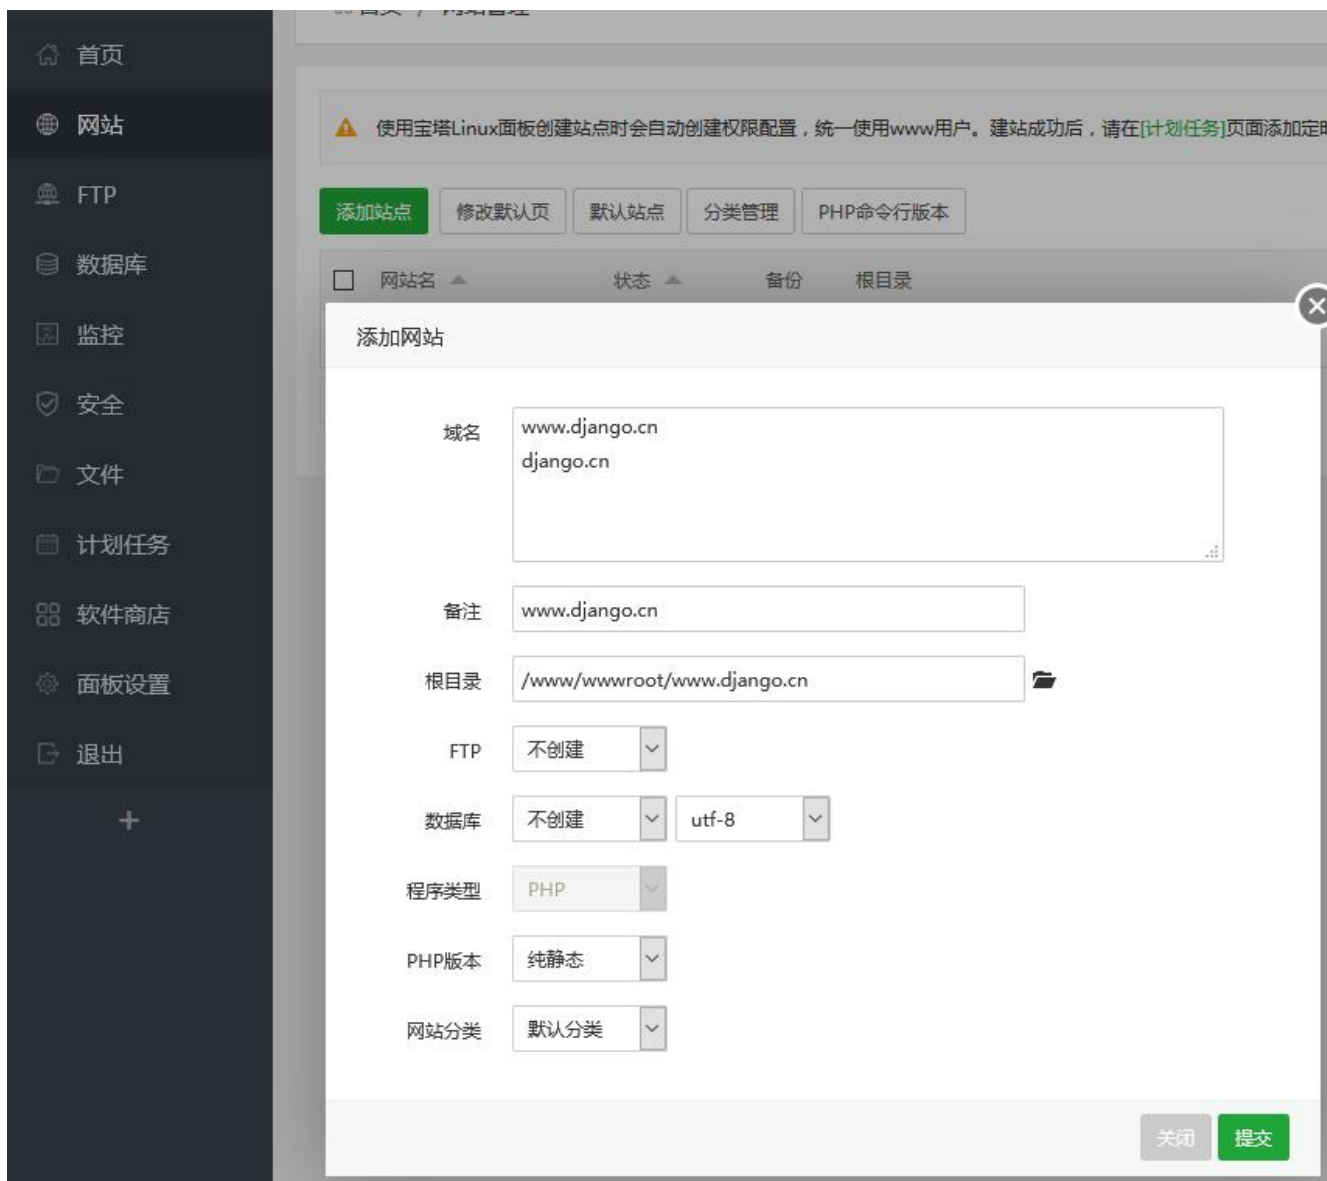 首页 / 网站管理
首页
网站
FTP
数据库
监控
安全
文件
计划任务
软件商店
面板设置
退出
使用宝塔Linux面板创建站点时会自动创建权限配置，统一使用www用户。建站成功后，请在[计划任务]页面添加定时
添加站点 修改默认页 默认站点 分类管理 PHP命令行版本
网站名 状态 备份 根目录
添加网站
域名 www.django.cn
django.cn
备注 www.django.cn
根目录 /www/wwwroot/www.django.cn
FTP 不创建
数据库 不创建 utf-8
程序类型 PHP
PHP版本 纯静态
网站分类 默认分类
关闭 提交